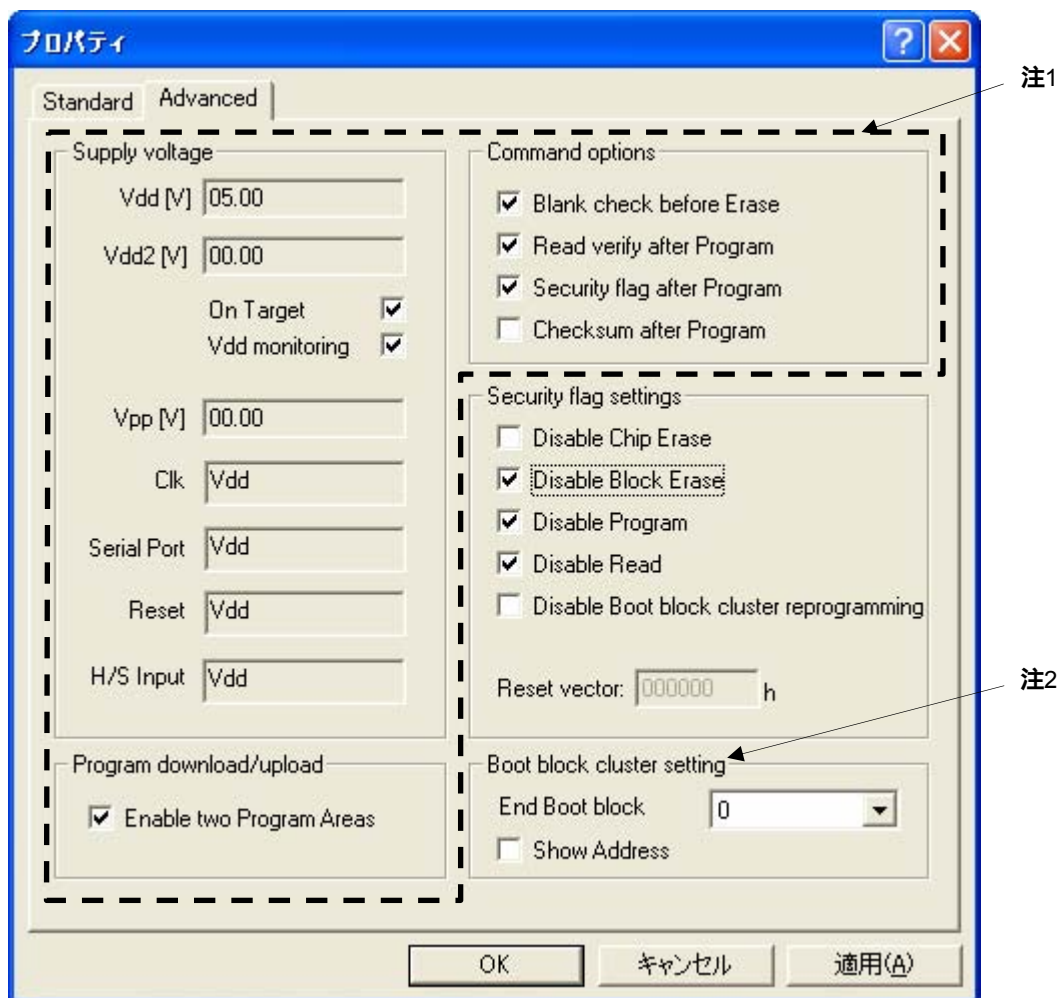 プロパティ
注1
Standard
Advanced
Supply voltage
Vdd [V] 05.00
Vdd2 [V] 00.00
On Target
Vdd monitoring
Vpp [V] 00.00
Clk Vdd
Serial Port Vdd
Reset Vdd
H/S Input Vdd
Program download/upload
Enable two Program Areas
Command options
Blank check before Erase
Read verify after Program
Security flag after Program
Checksum after Program
Security flag settings
Disable Chip Erase
Disable Block Erase
Disable Program
Disable Read
Disable Boot block cluster reprogramming
Reset vector: 000000 h
注2
Boot block cluster setting
End Boot block 0
Show Address
OK
キャンセル
適用(A)